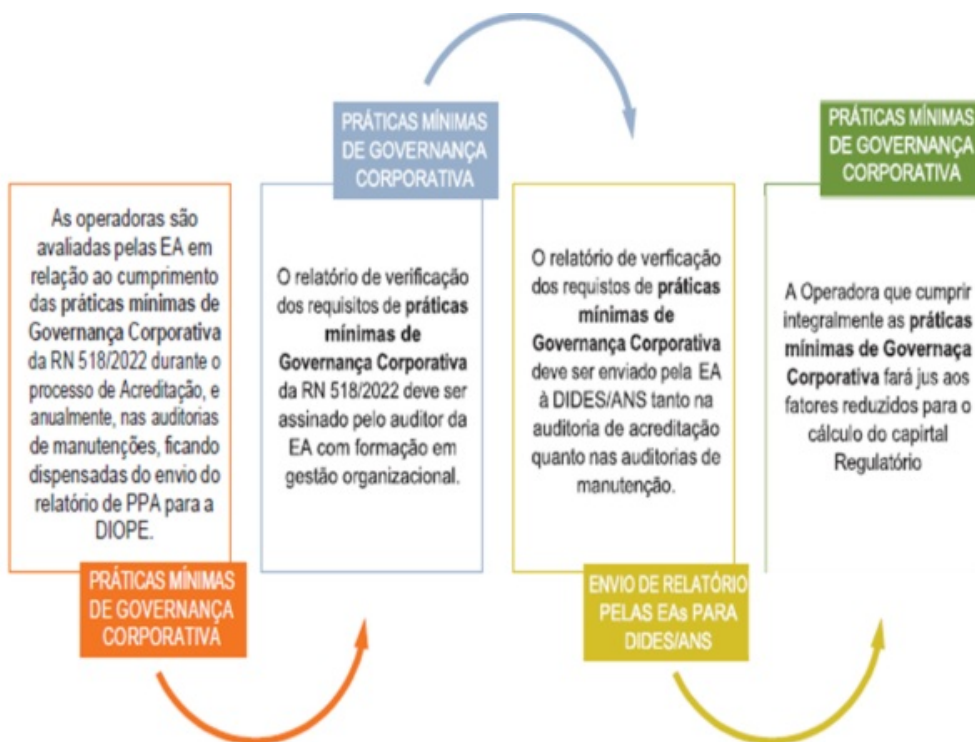 As operadoras são
avaliadas pelas EA em
relação ao cumprimento
das práticas mínimas de
Governança Corporativa
da RN 518/2022 durante o
processo de Acreditação, e
anualmente, nas auditorias
de manutenções, ficando
dispensadas do envio do
relatório de PPA para a
DIOPE.
PRÁTICAS MÍNIMAS
DE GOVERNANÇA
CORPORATIVA
PRÁTICAS MÍNIMAS
DE GOVERNANÇA
CORPORATIVA
O relatório de verificação
dos requisitos de práticas
mínimas de
Governança Corporativa
da RN 518/2022 deve ser
assinado pelo auditor da
EA com formação em
gestão organizacional.
O relatório de verficação
dos requistos de práticas
mínimas de
Governança Corporativa
deve ser enviado pela EA
à DIDES/ANS tanto na
auditoria de acreditação
quanto nas auditorias de
manutenção.
ENVIO DE RELATÓRIO
PELAS EAs PARA
DIDES/ANS
PRÁTICAS MÍNIMAS
DE GOVERNANÇA
CORPORATIVA
A Operadora que cumprir
integralmente as práticas
mínimas de Governaça
Corporativa fará jus aos
fatores reduzidos para o
cálculo do capirtal
Regulatório